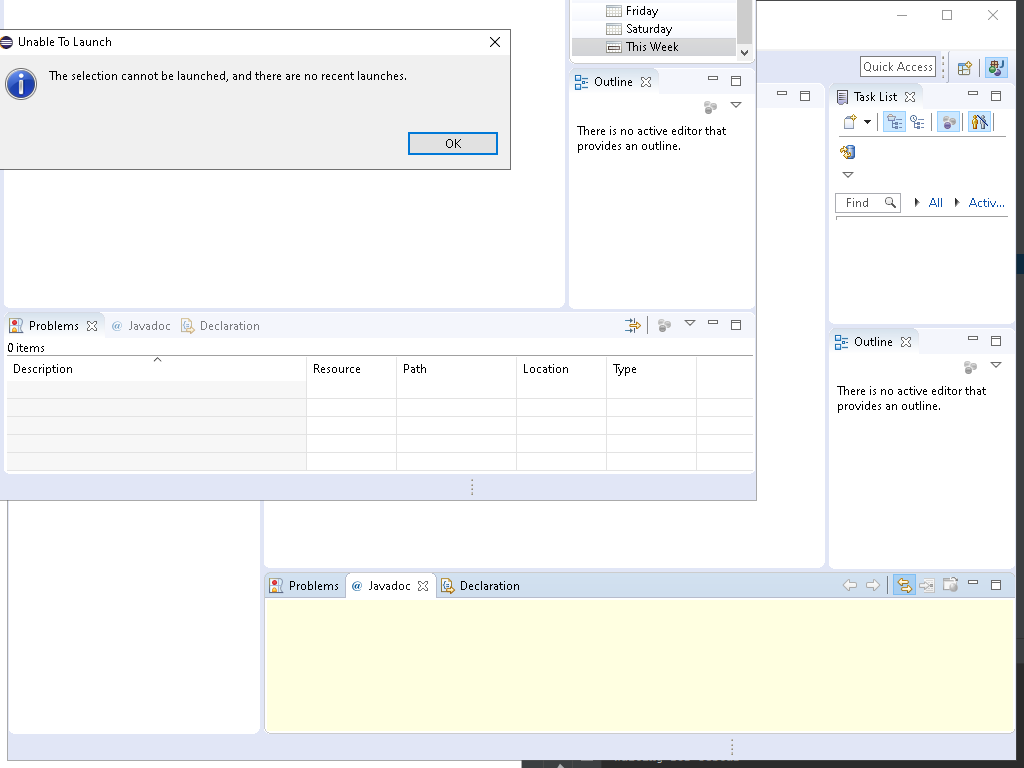 Friday
Saturday
This Week
Unable To Launch
The selection cannot be launched, and there are no recent launches.
OK
Outline
There is no active editor that
provides an outline.
Quick Access
Task List
Find
All
Activ...
Problems
@ Javadoc
Declaration
0 items
Description
Resource
Path
Location
Type
Outline
There is no active editor that
provides an outline.
Problems
@ Javadoc
Declaration